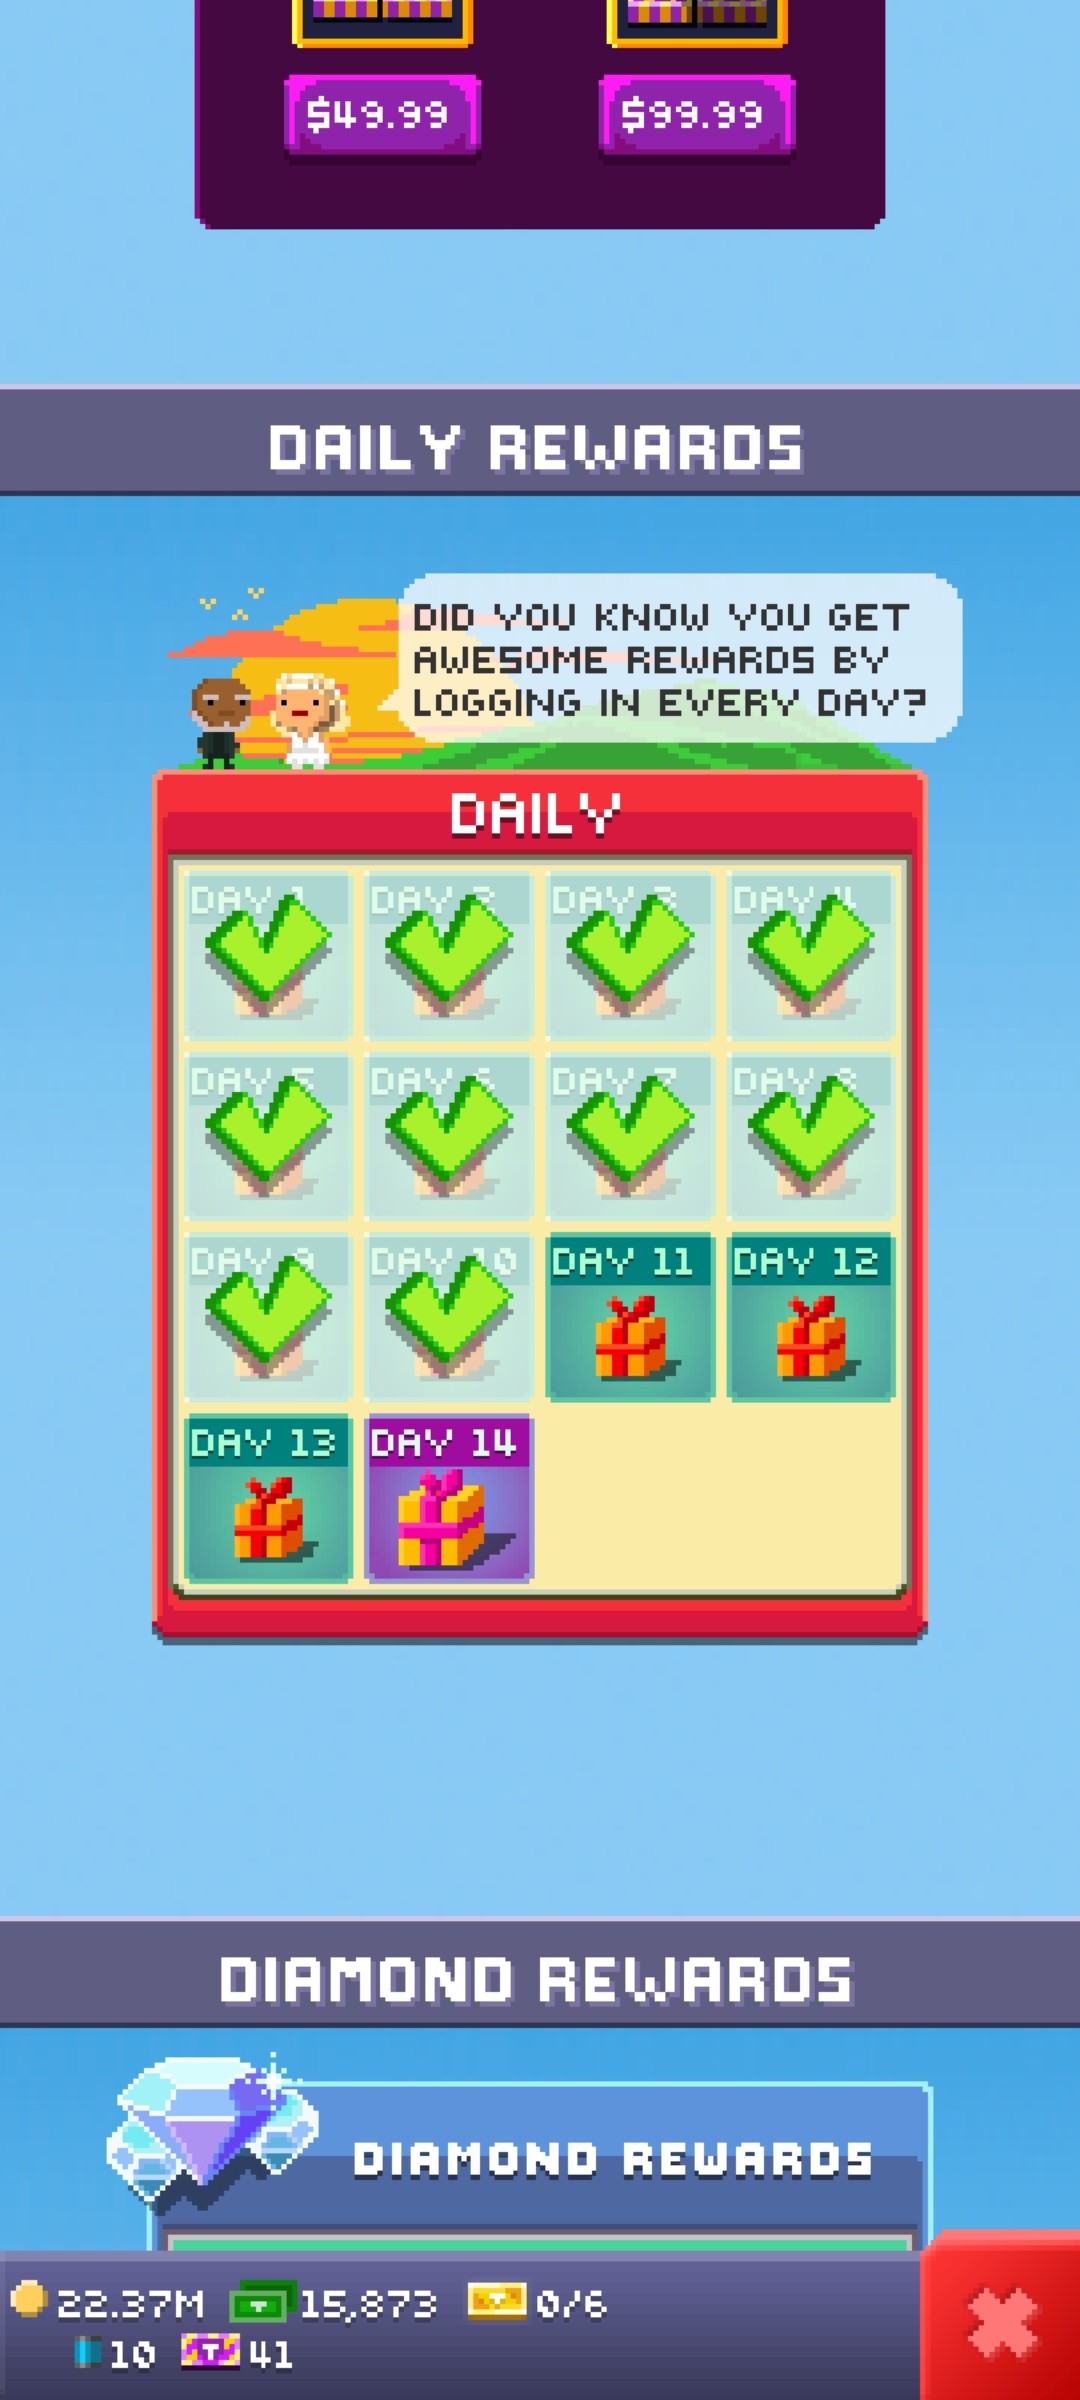 $49.99 $99.99
DAILY REWARDS
DID YOU KNOW YOU GET
AWESOME REWARDS BY
LOGGING IN EVERY DAY?
DAILY
DAY 1 DAY 2 DAY 3 DAY 4
DAY 5 DAY 6 DAY 7 DAY 8
DAY 9 DAY 10 DAY 11 DAY 12
DAY 13 DAY 14
DIAMOND REWARDS
DIAMOND REWARDS
22.37M 15,873 0/6
10 41